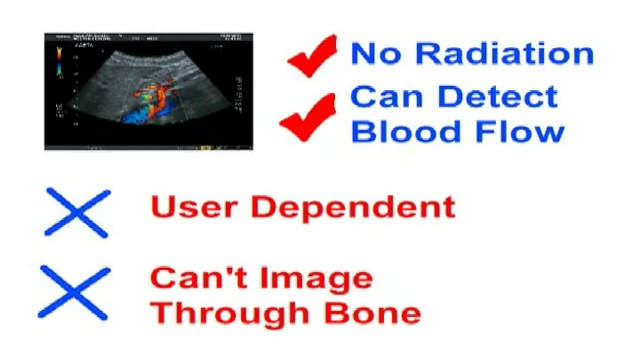 No Radiation
Can Detect
Blood Flow
User Dependent
Can't Image
Through Bone